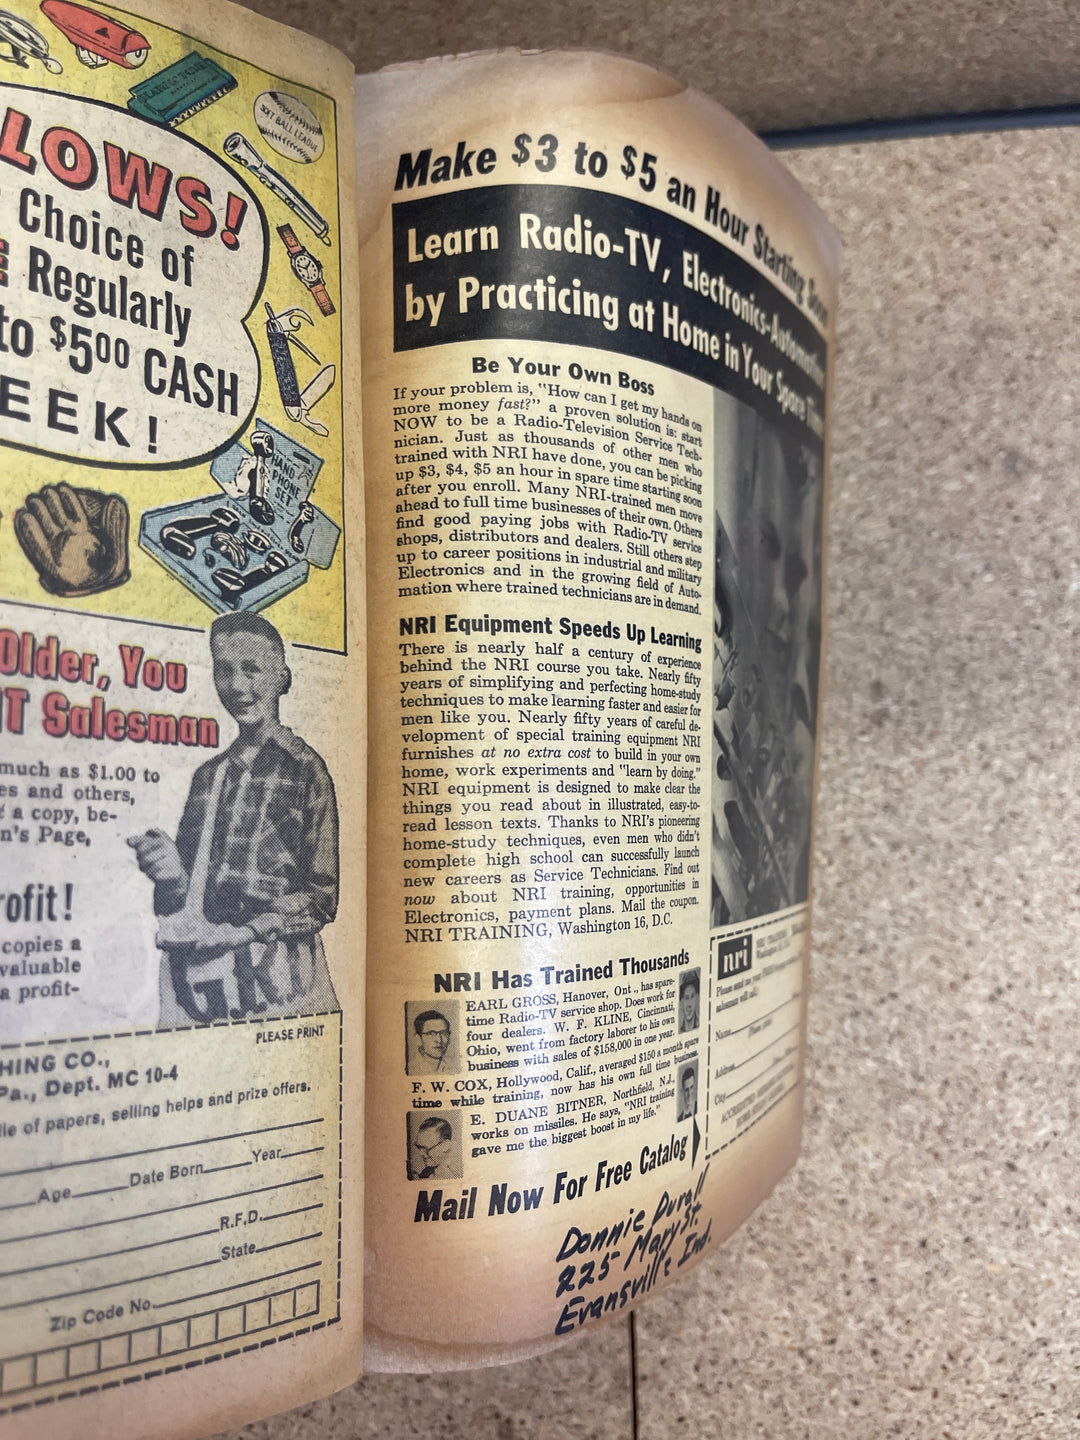 LOWS!
Choice of
Regularly
to $5⁰⁰ CASH
EEK!
SOFT BALL LEAGUE
HAND
PHONE
SET
Older, You
T Salesman
much as $1.00 to
es and others,
a copy, be-
n's Page,
rofit!
copies a
valuable
a profit-
GRIT
PLEASE PRINT
HING CO.,
Pa., Dept. MC 10-4
le of papers, selling helps and prize offers.
Age Date Born Year
R.F.D.
State
Zip Code No.
Make $3 to $5 an Hour Starting Soon
Learn Radio-TV, Electronics-Automation
by Practicing at Home in Your Spare Time
Be Your Own Boss
If your problem is, "How can I get my hands on
more money fast?" a proven solution is: start
NOW to be a Radio-Television Service Tech-
nician. Just as thousands of other men who
trained with NRI have done, you can be picking
up $3, $4, $5 an hour in spare time starting soon
after you enroll. Many NRI-trained men move
ahead to full time businesses of their own. Others
find good paying jobs with Radio-TV service
shops, distributors and dealers. Still others step
up to career positions in industrial and military
Electronics and in the growing field of Auto-
mation where trained technicians are in demand.
NRI Equipment Speeds Up Learning
There is nearly half a century of experience
behind the NRI course you take. Nearly fifty
years of simplifying and perfecting home-study
techniques to make learning faster and easier for
men like you. Nearly fifty years of careful de-
velopment of special training equipment NRI
furnishes at no extra cost to build in your own
home, work experiments and "learn by doing."
NRI equipment is designed to make clear the
things you read about in illustrated, easy-to-
read lesson texts. Thanks to NRI's pioneering
home-study techniques, even men who didn't
complete high school can successfully launch
new careers as Service Technicians. Find out
now about NRI training, opportunities in
Electronics, payment plans. Mail the coupon.
NRI TRAINING, Washington 16, D.C.
NRI Has Trained Thousands
EARL GROSS, Hanover, Ont., has spare-
time Radio-TV service shop. Does work for
four dealers. W. F. KLINE, Cincinnati,
Ohio, went from factory laborer to his own
business with sales of $158,000 in one year.
F. W. COX, Hollywood, Calif., averaged $150 a month spare
time while training, now has his own full time business.
E. DUANE BITNER, Northfield, N.J.,
works on missiles. He says, "NRI training
gave me the biggest boost in my life."
Mail Now For Free Catalog
nri
Name
Address
City
Donnie Durall
225 Mary St.
Evansville Ind.